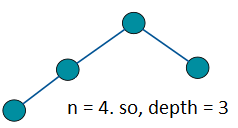 n = 4. so, depth = 3